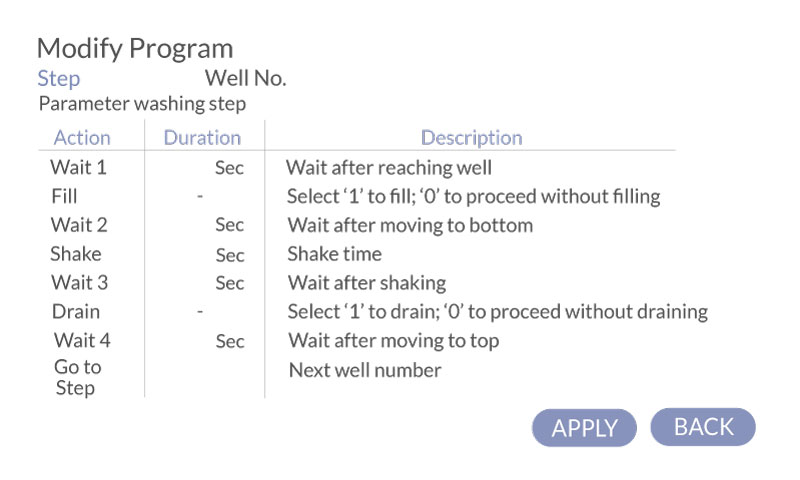 Modify Program
Step Well No.
Parameter washing step
Action Duration Description
Wait 1 Sec Wait after reaching well
Fill - Select ‘1’ to fill; ‘0’ to proceed without filling
Wait 2 Sec Wait after moving to bottom
Shake Sec Shake time
Wait 3 Sec Wait after shaking
Drain - Select ‘1’ to drain; ‘0’ to proceed without draining
Wait 4 Sec Wait after moving to top
Go to Next well number
Step
APPLY BACK